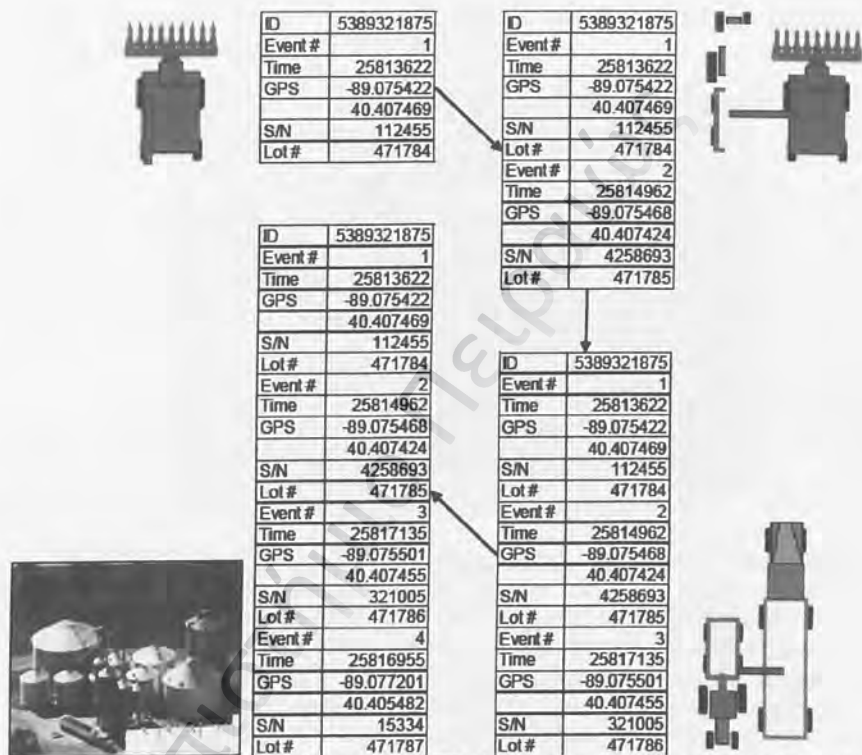 ID 5389321875
Event # 1
Time 25813622
GPS -89.075422
40.407469
S/N 112455
Lot # 471784
ID 5389321875
Event # 1
Time 25813622
GPS -89.075422
40.407469
S/N 112455
Lot # 471784
Event # 2
Time 25814962
GPS -89.075468
40.407424
S/N 4258693
Lot # 471785
ID 5389321875
Event # 1
Time 25813622
GPS -89.075422
40.407469
S/N 112455
Lot # 471784
Event # 2
Time 25814962
GPS -89.075468
40.407424
S/N 4258693
Lot # 471785
Event # 3
Time 25817135
GPS -89.075501
40.407455
S/N 321005
Lot # 471786
Event # 4
Time 25816955
GPS -89.077201
40.405482
S/N 15334
Lot # 471787
ID 5389321875
Event # 1
Time 25813622
GPS -89.075422
40.407469
S/N 112455
Lot # 471784
Event # 2
Time 25814962
GPS -89.075468
40.407424
S/N 4258693
Lot # 471785
Event # 3
Time 25817135
GPS -89.075501
40.407455
S/N 321005
Lot # 471786
πιστήμιο Πειραιώς